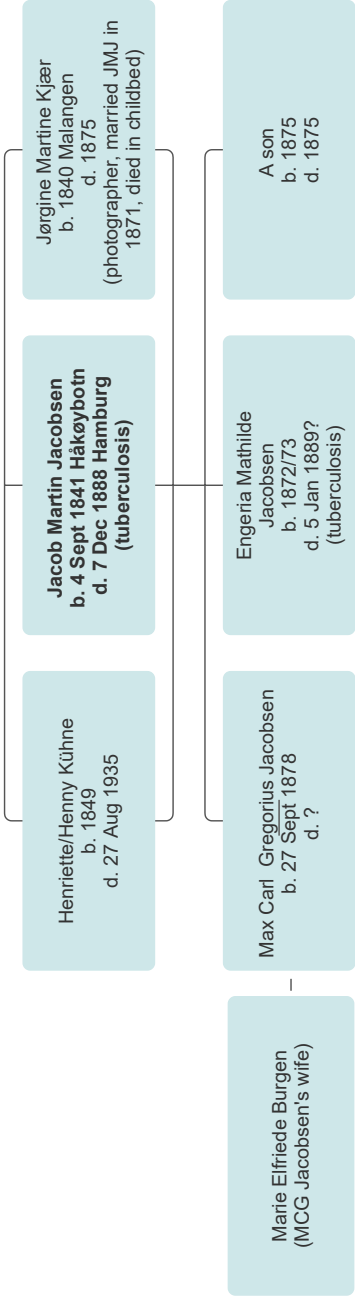 Henriette/Henny Kühne
b. 1849
d. 27 Aug 1935
Jacob Martin Jacobsen
b. 4 Sept 1841 Håkøybotn
d. 7 Dec 1888 Hamburg
(tuberculosis)
Jørgine Martine Kjær
b. 1840 Malangen
d. 1875
(photographer, married JMJ in
1871, died in childbed)
Marie Elfriede Burgen
(MCG Jacobsen's wife)
Max Carl Gregorius Jacobsen
b. 27 Sept 1878
d. ?
Engeria Mathilde
Jacobsen
b. 1872/73
d. 5 Jan 1889?
(tuberculosis)
A son
b. 1875
d. 1875